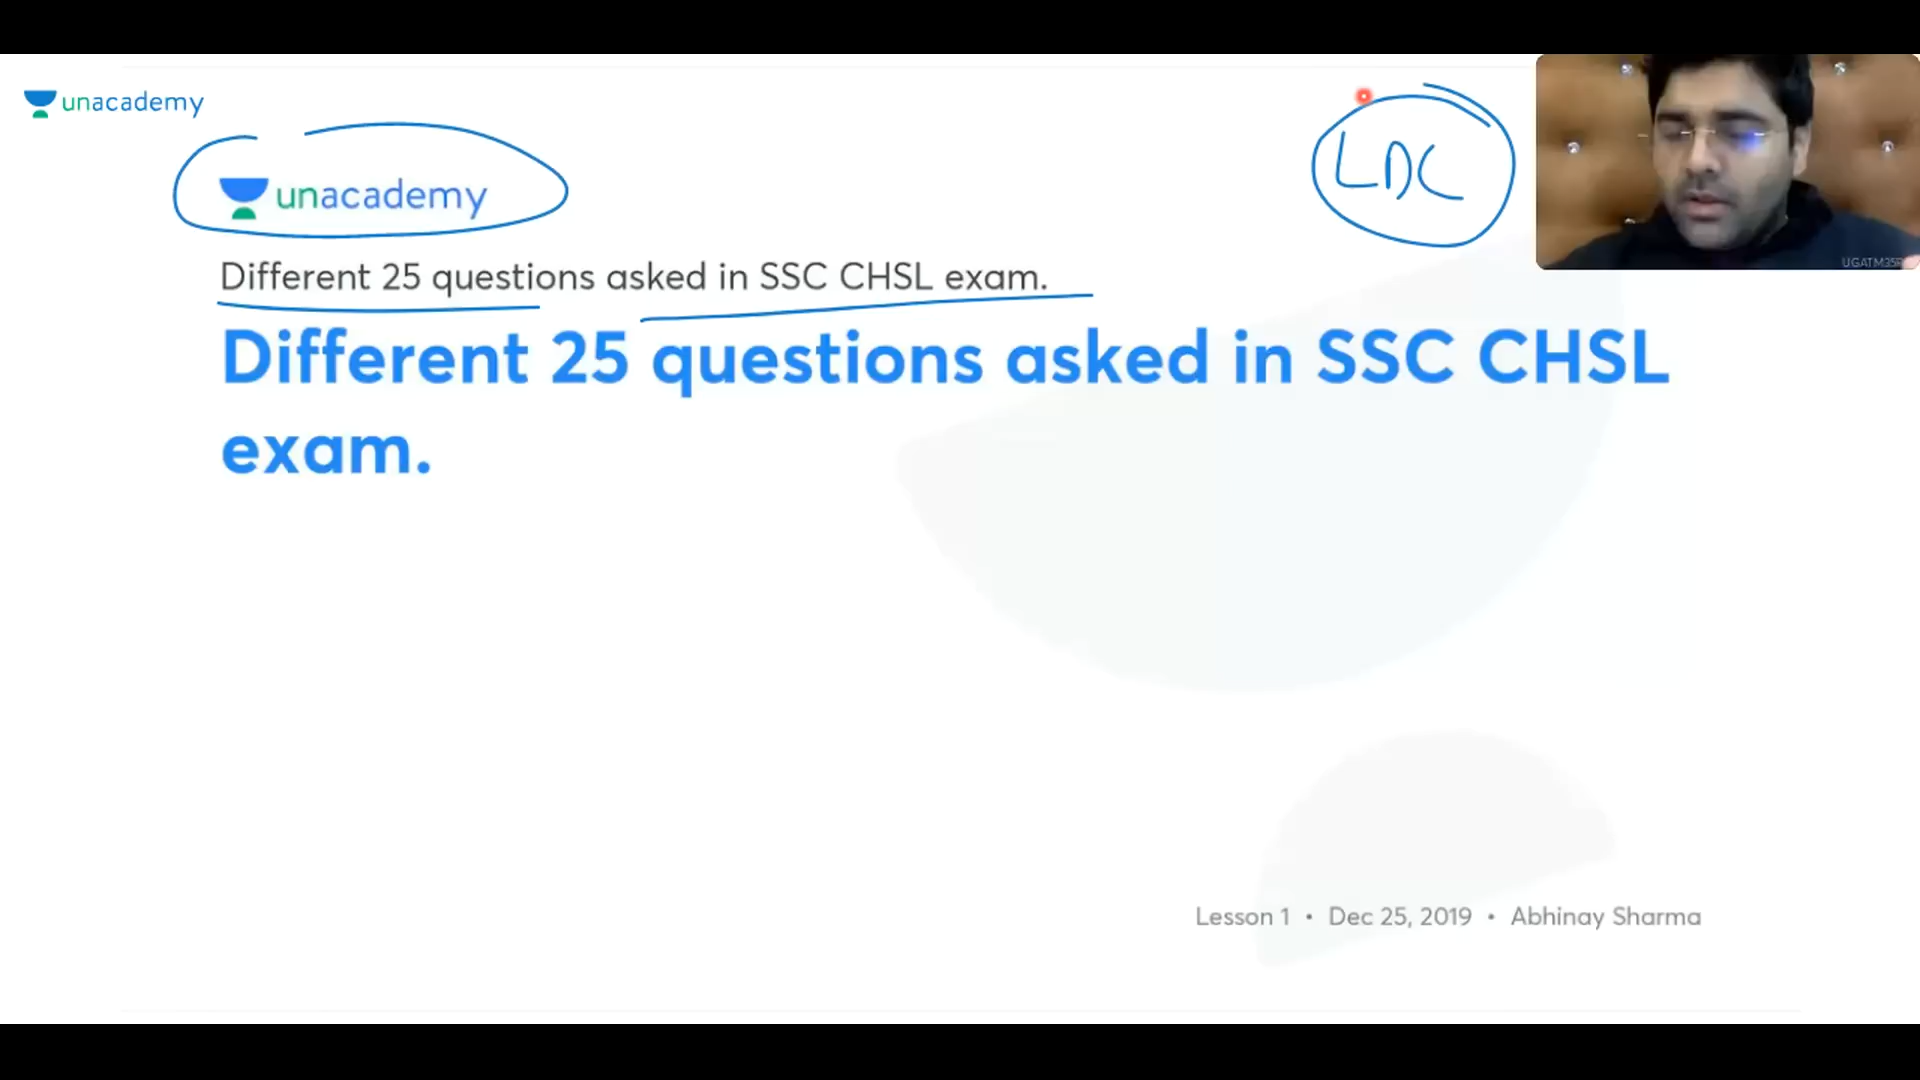 unacademy
unacademy
LDC
Different 25 questions asked in SSC CHSL exam.
Different 25 questions asked in SSC CHSL
exam.
Lesson 1 • Dec 25, 2019 • Abhinay Sharma